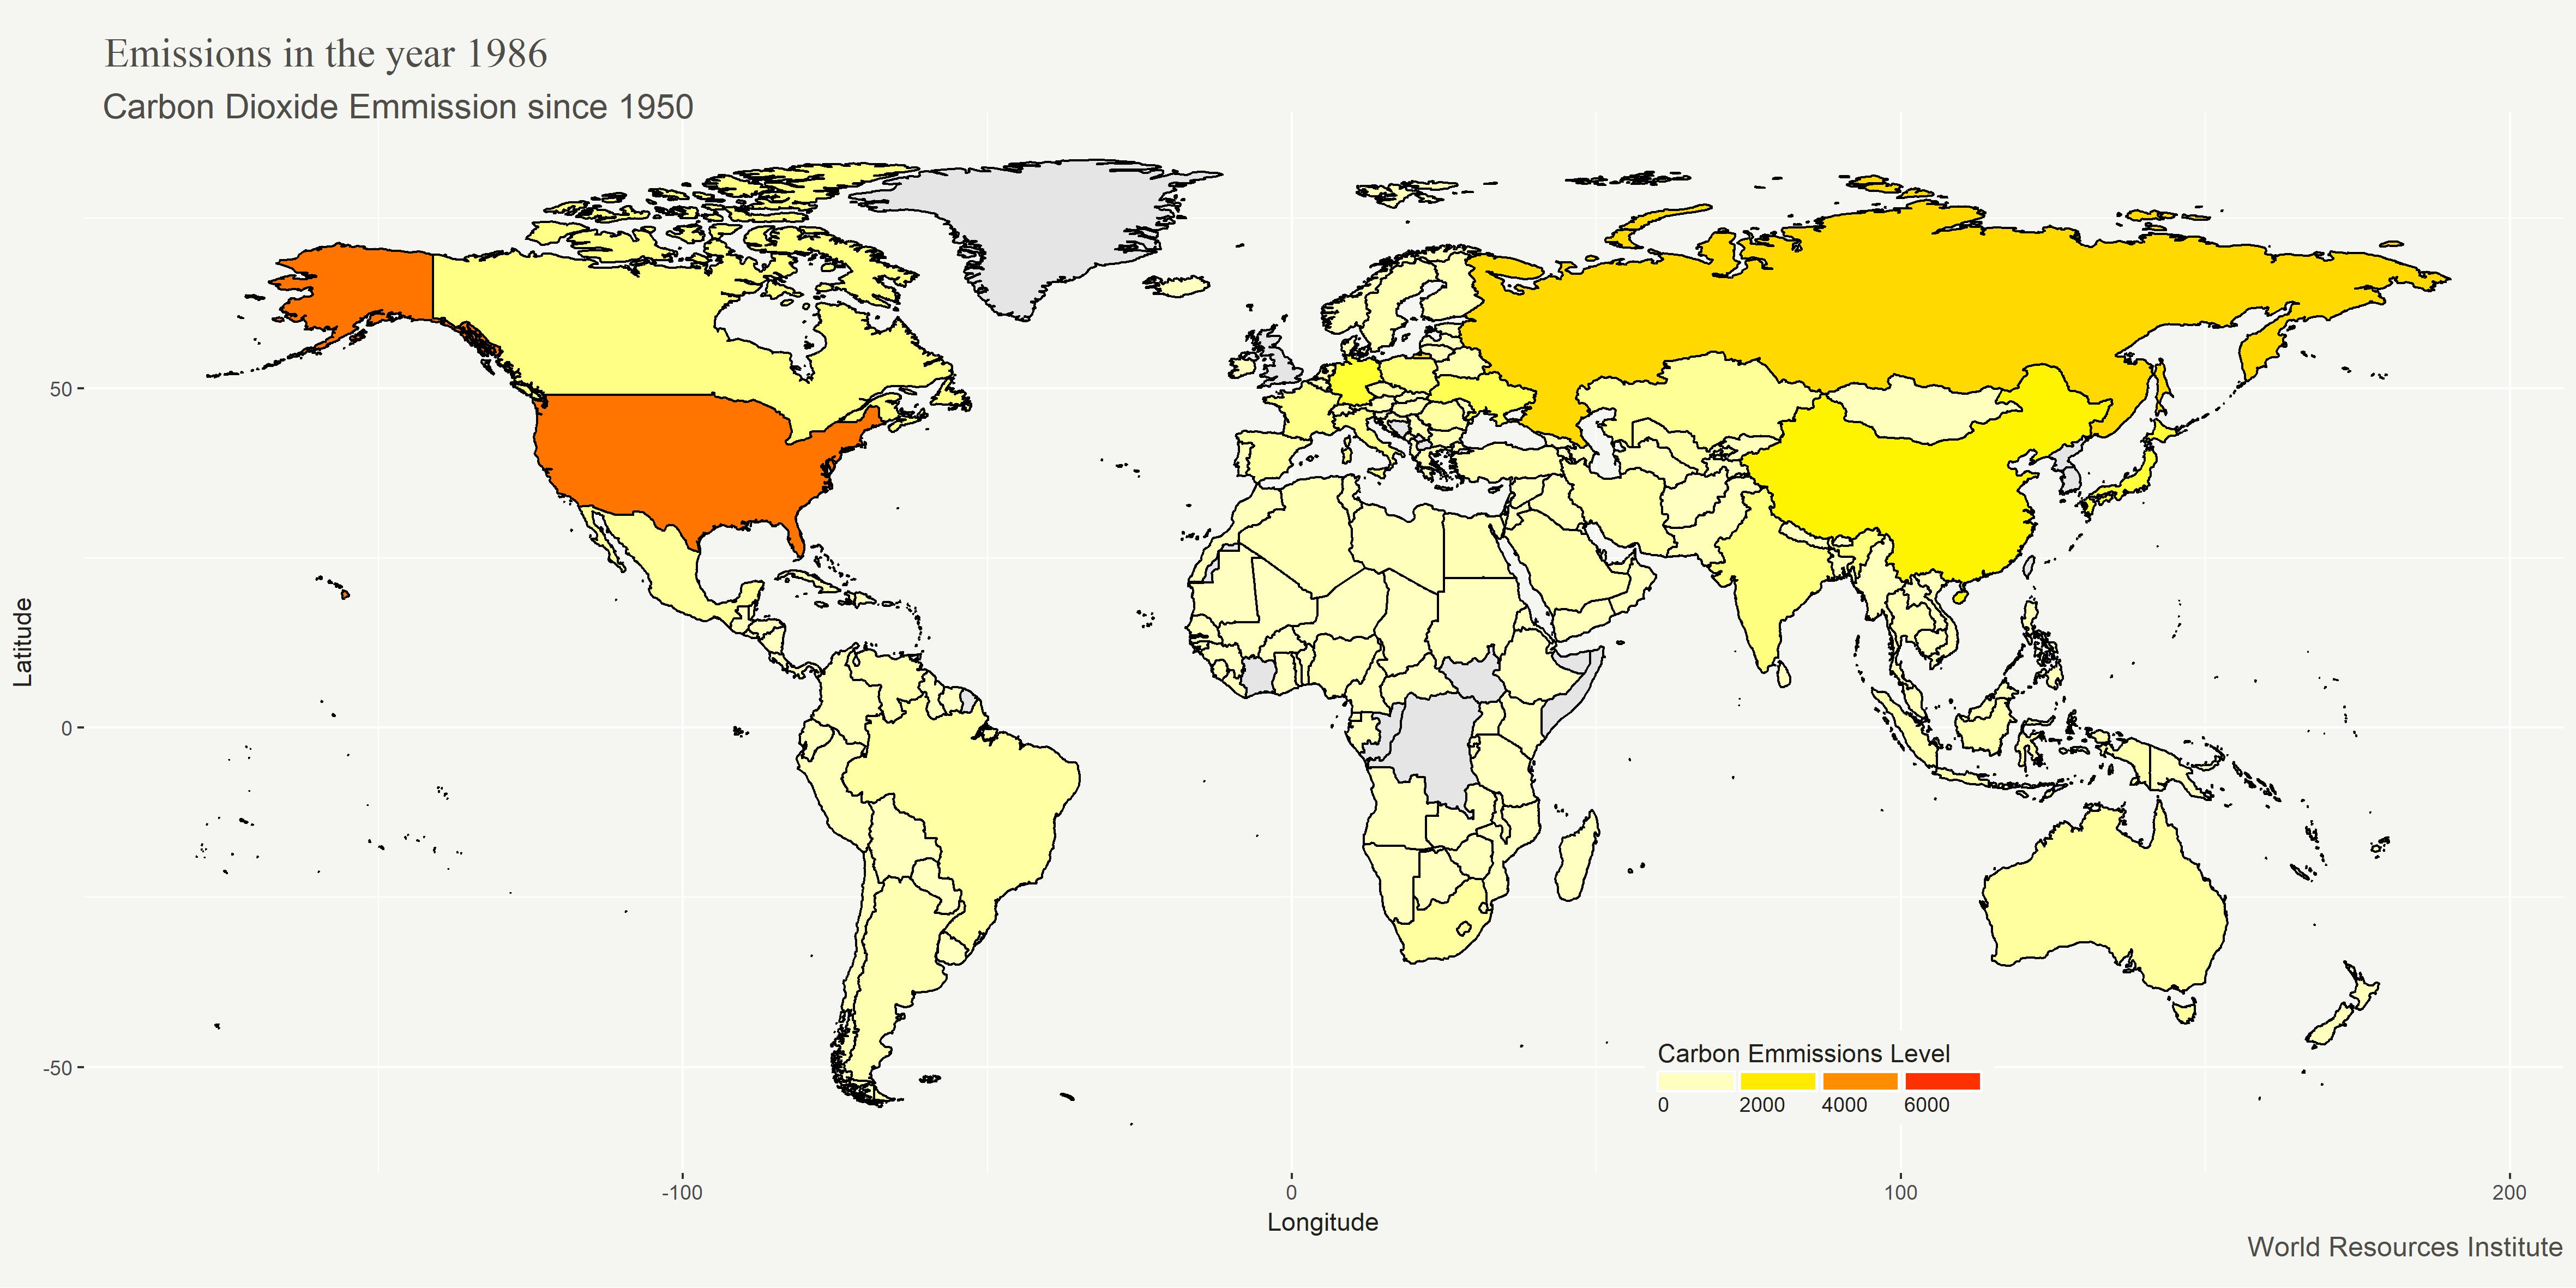 Emissions in the year 1986
Carbon Dioxide Emmission since 1950
Latitude
50
0
-50
Carbon Emmissions Level
0 2000 4000 6000
-100 0 100 200
Longitude
World Resources Institute